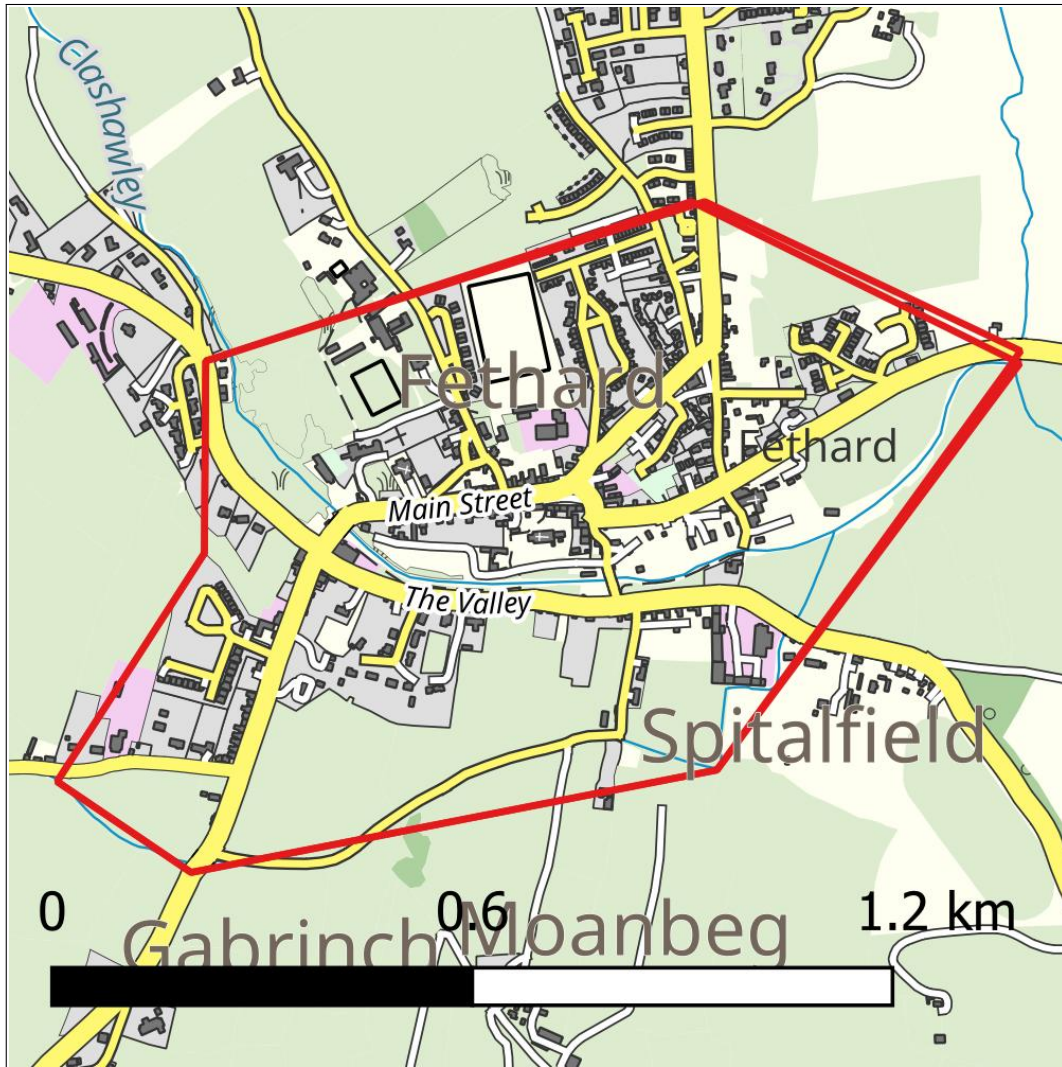 Clashawley
Fethard
Fethard
Main Street
The Valley
Spitalfield
0 0.6 1.2 km
Gabrinch Moanbeg